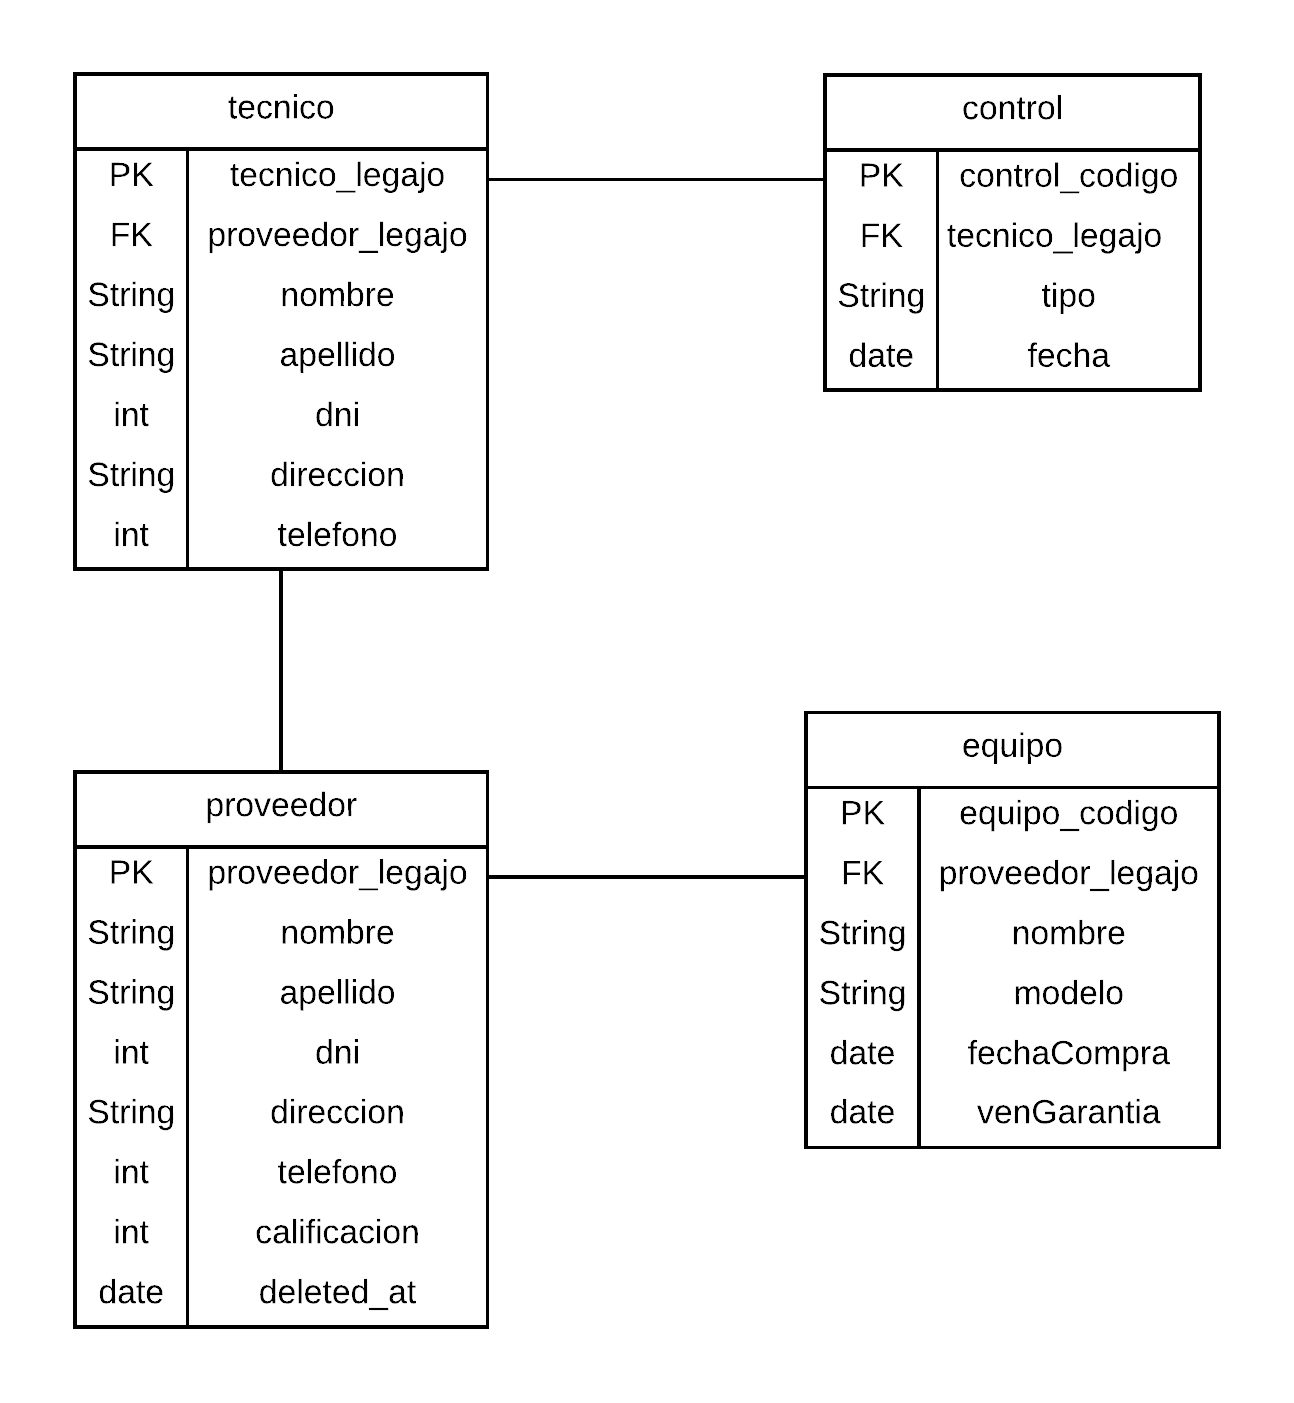 tecnico
PK tecnico_legajo
FK proveedor_legajo
String nombre
String apellido
int dni
String direccion
int telefono
control
PK control_codigo
FK tecnico_legajo
String tipo
date fecha
proveedor
PK proveedor_legajo
String nombre
String apellido
int dni
String direccion
int telefono
int calificacion
date deleted_at
equipo
PK equipo_codigo
FK proveedor_legajo
String nombre
String modelo
date fechaCompra
date venGarantia